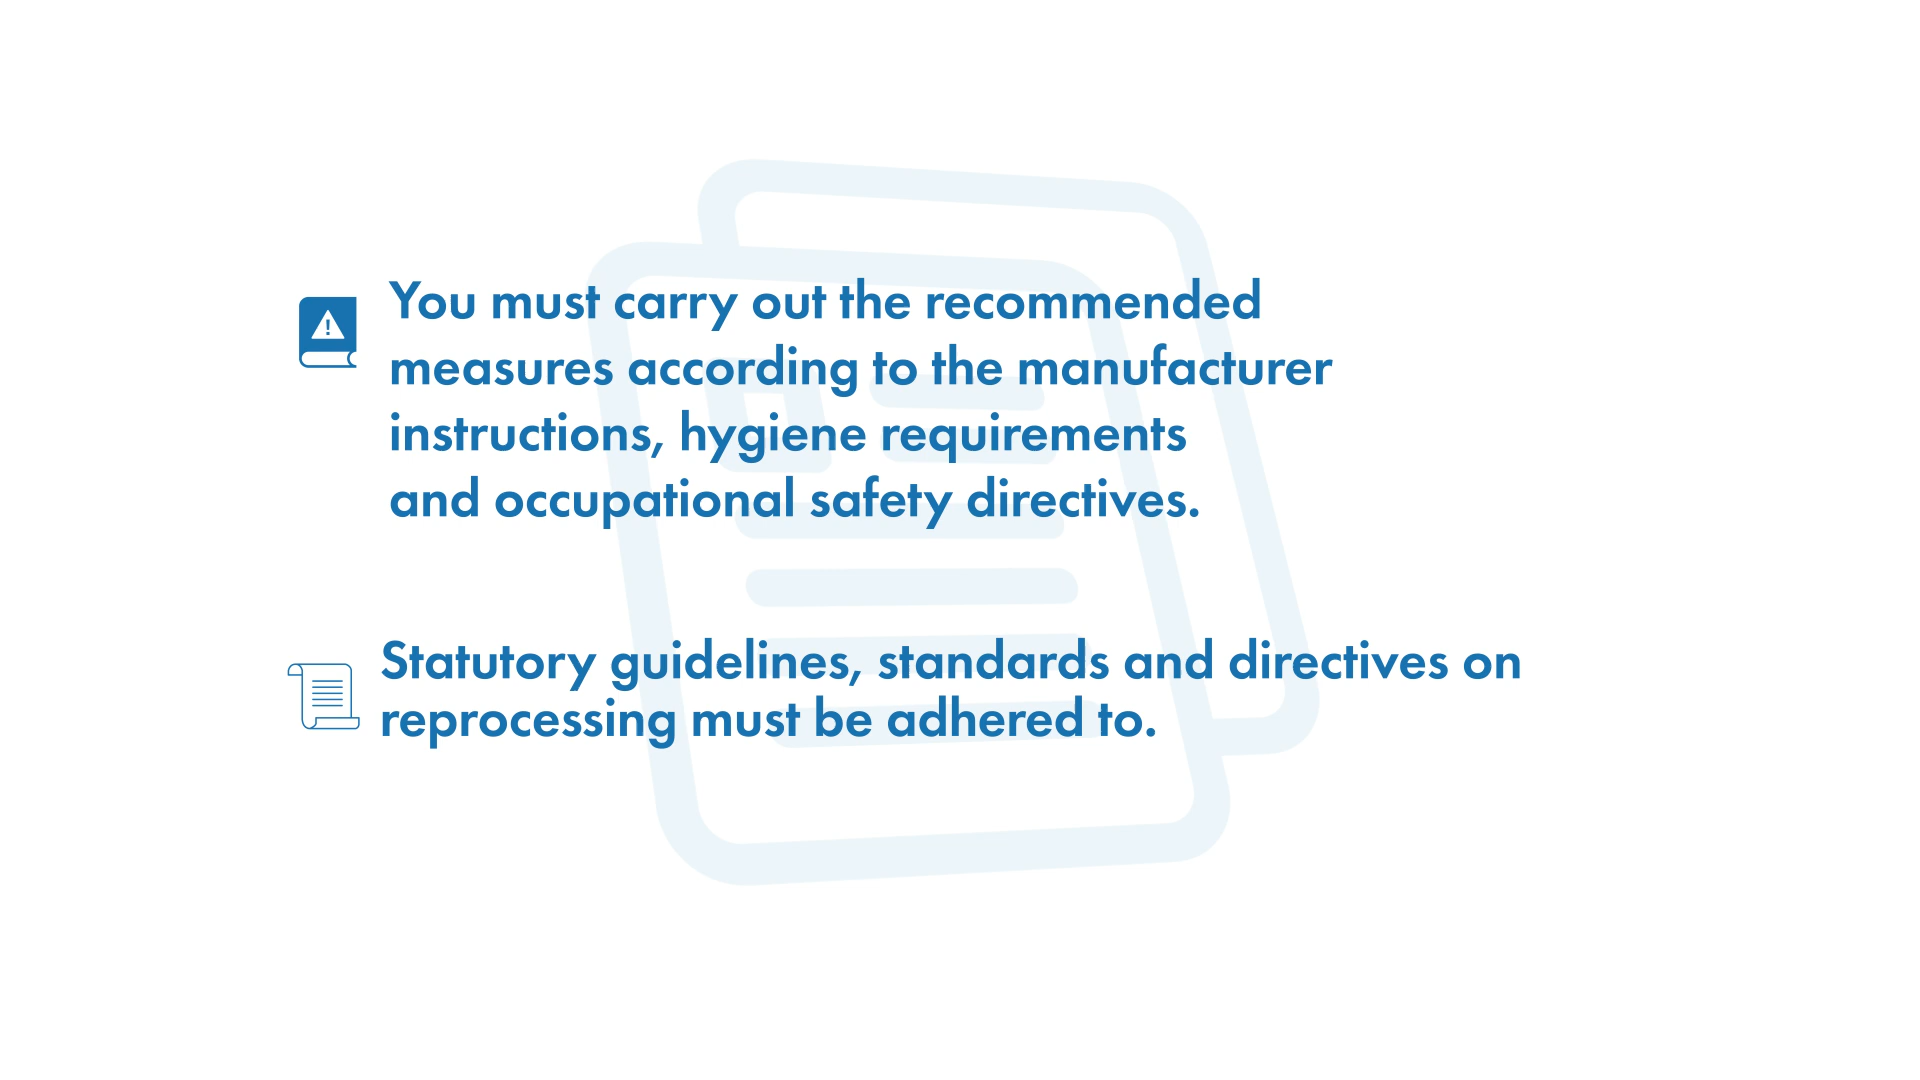 You must carry out the recommended
measures according to the manufacturer
instructions, hygiene requirements
and occupational safety directives.
Statutory guidelines, standards and directives on
reprocessing must be adhered to.